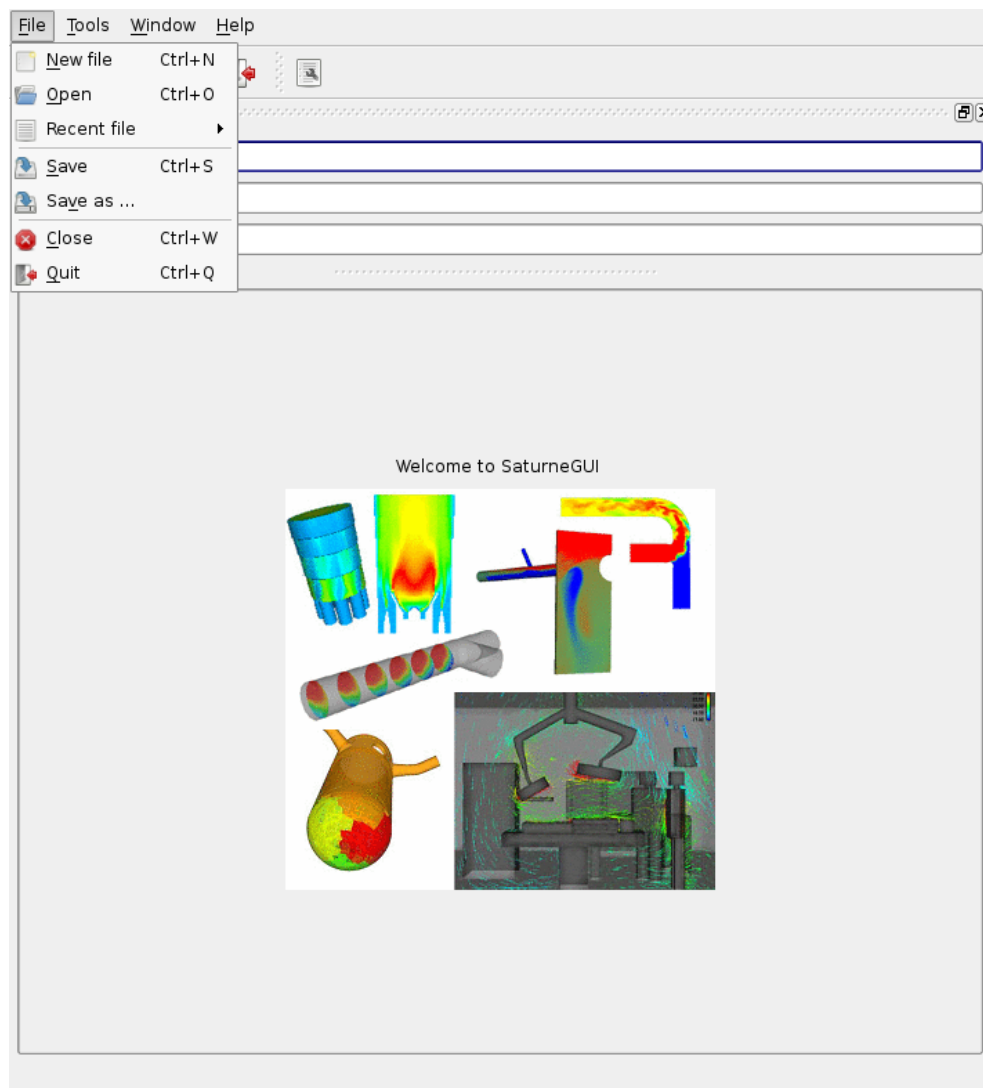 File Tools Window Help
New file Ctrl+N
Open Ctrl+O
Recent file
Save Ctrl+S
Save as ...
Close Ctrl+W
Quit Ctrl+Q
Welcome to SaturneGUI